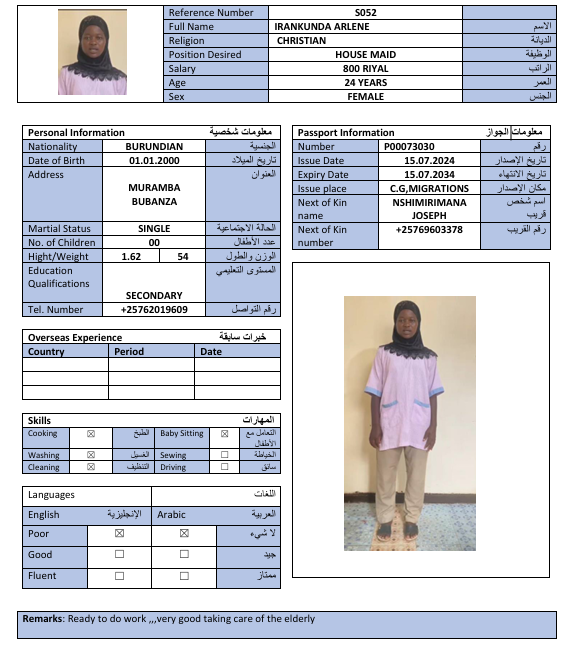 Reference Number S052
Full Name IRANKUNDA ARLENE الاسم
Religion CHRISTIAN الديانة
Position Desired HOUSE MAID الوظيفة
Salary 800 RIYAL الراتب
Age 24 YEARS العمر
Sex FEMALE الجنس
Personal Information معلومات شخصية
Nationality BURUNDIAN الجنسية
Date of Birth 01.01.2000 تاريخ الميلاد
Address العنوان
MURAMBA
BUBANZA
Martial Status SINGLE الحالة الاجتماعية
No. of Children 00 عدد الأطفال
Hight/Weight 1.62 54 الوزن والطول
Education المستوى التعليمي
Qualifications
SECONDARY
Tel. Number +25762019609 رقم التواصل
Passport Information معلومات الجواز
Number P00073030 رقم
Issue Date 15.07.2024 تاريخ الإصدار
Expiry Date 15.07.2034 تاريخ الانتهاء
Issue place C.G,MIGRATIONS مكان الإصدار
Next of Kin NSHIMIRIMANA اسم شخص
name JOSEPH قريب
Next of Kin +25769603378 رقم القريب
number
Overseas Experience خبرات سابقة
Country Period Date
Skills المهارات
Cooking ☒ الطبخ Baby Sitting ☒ التعامل مع
الأطفال
Washing ☒ الغسيل Sewing ☐ الخياطة
Cleaning ☒ التنظيف Driving ☐ سائق
Languages اللغات
English الإنجليزية Arabic العربية
Poor ☒ ☒ لا شيء
Good ☐ ☐ جيد
Fluent ☐ ☐ ممتاز
Remarks: Ready to do work ,,,very good taking care of the elderly